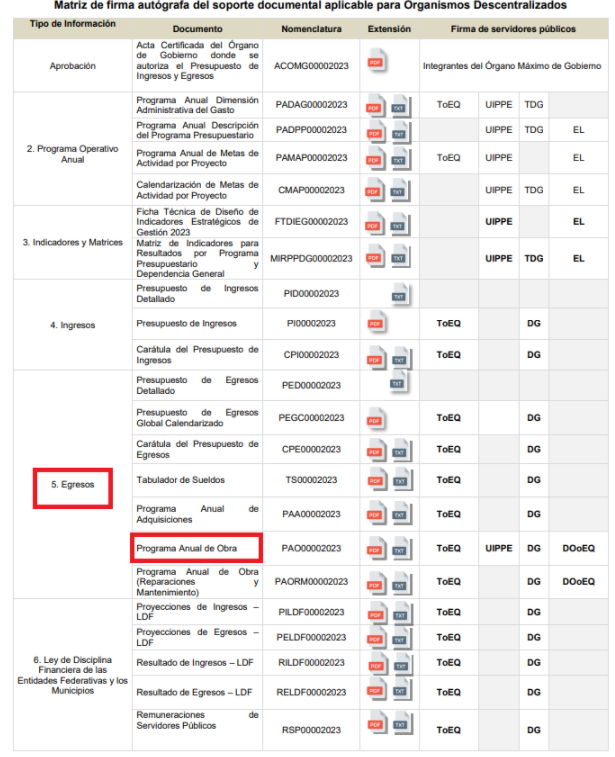 Matriz de firma autógrafa del soporte documental aplicable para Organismos Descentralizados
Tipo de Información Documento Nomenclatura Extensión Firma de servidores públicos
Aprobación
Acta Certificada del Órgano
de Gobierno donde se
autoriza el Presupuesto de
Ingresos y Egresos
ACOMG00002023 PDF Integrantes del Órgano Máximo de Gobierno
2. Programa Operativo
Anual
Programa Anual Dimensión
Administrativa del Gasto
PADAG00002023 PDF TXT ToEQ UIPPE TDG
Programa Anual Descripción
del Programa Presupuestario
PADPP00002023 PDF TXT UIPPE TDG EL
Programa Anual de Metas de
Actividad por Proyecto
PAMAP00002023 PDF TXT ToEQ UIPPE EL
Calendarización de Metas de
Actividad por Proyecto
CMAP00002023 PDF TXT UIPPE TDG EL
3. Indicadores y Matrices
Ficha Técnica de Diseño de
Indicadores Estratégicos de
Gestión 2023
FTDIEG00002023 PDF TXT UIPPE EL
Matriz de Indicadores para
Resultados por Programa
Presupuestario y
Dependencia General
MIRPPDG00002023 PDF TXT UIPPE TDG EL
4. Ingresos
Presupuesto de Ingresos
Detallado
PID00002023 TXT
Presupuesto de Ingresos PI00002023 PDF ToEQ DG
Carátula del Presupuesto de
Ingresos
CPI00002023 PDF TXT ToEQ DG
5. Egresos
Presupuesto de Egresos
Detallado
PED00002023 TXT
Presupuesto de Egresos
Global Calendarizado
PEGC00002023 PDF ToEQ DG
Carátula del Presupuesto de
Egresos
CPE00002023 PDF TXT ToEQ DG
Tabulador de Sueldos TS00002023 PDF TXT ToEQ DG
Programa Anual de
Adquisiciones
PAA00002023 PDF TXT ToEQ DG
Programa Anual de Obra PAO00002023 PDF TXT ToEQ UIPPE DG DOoEQ
Programa Anual de Obra
(Reparaciones y
Mantenimiento)
PAORM00002023 PDF TXT ToEQ DG DOoEQ
6. Ley de Disciplina
Financiera de las
Entidades Federativas y los
Municipios
Proyecciones de Ingresos –
LDF
PILDF00002023 PDF TXT ToEQ DG
Proyecciones de Egresos –
LDF
PELDF00002023 PDF TXT ToEQ DG
Resultado de Ingresos – LDF RILDF00002023 PDF TXT ToEQ DG
Resultado de Egresos – LDF RELDF00002023 PDF TXT ToEQ DG
Remuneraciones de
Servidores Públicos
RSP00002023 PDF TXT ToEQ DG